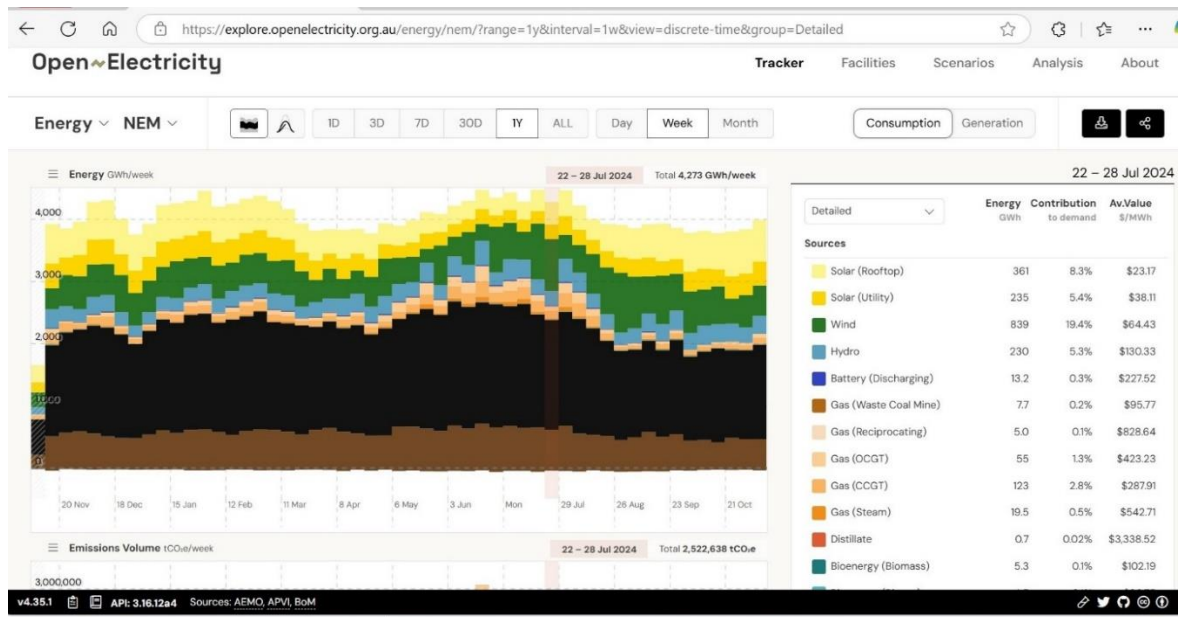 https://explore.openelectricity.org.au/energy/nem/?range=1y&interval=1w&view=discrete-time&group=Detailed
Open Electricity
Tracker Facilities Scenarios Analysis About
Energy NEM 1D 3D 7D 30D 1Y ALL Day Week Month Consumption Generation
Energy GWh/week 22 – 28 Jul 2024 Total 4,273 GWh/week
4,000
3,000
2,000
1,000
0
20 Nov 18 Dec 15 Jan 12 Feb 11 Mar 8 Apr 6 May 3 Jun Mon 29 Jul 26 Aug 23 Sep 21 Oct
Emissions Volume tCO₂e/week 22 – 28 Jul 2024 Total 2,522,638 tCO₂e
3,000,000
22 – 28 Jul 2024
Detailed Energy Contribution Av.Value
GWh to demand $/MWh
Sources
Solar (Rooftop) 361 8.3% $23.17
Solar (Utility) 235 5.4% $38.11
Wind 839 19.4% $64.43
Hydro 230 5.3% $130.33
Battery (Discharging) 13.2 0.3% $227.52
Gas (Waste Coal Mine) 7.7 0.2% $95.77
Gas (Reciprocating) 5.0 0.1% $828.64
Gas (OCGT) 55 1.3% $423.23
Gas (CCGT) 123 2.8% $287.91
Gas (Steam) 19.5 0.5% $542.71
Distillate 0.7 0.02% $3,338.52
Bioenergy (Biomass) 5.3 0.1% $102.19
v4.35.1 API: 3.16.12a4 Sources: AEMO, APVI, BoM